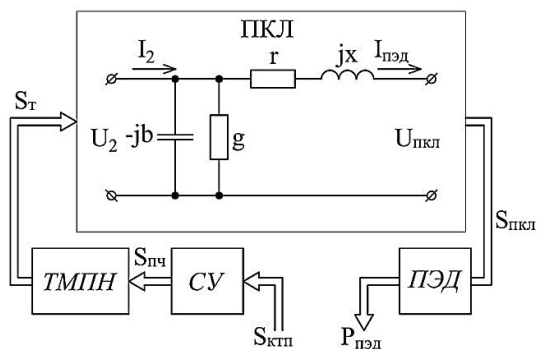 ПКЛ
I₂
r
jx
Iпэд
Sт
U₂
-jb
g
Uпкл
Sпч
Sпкл
ТМПН
СУ
ПЭД
Sктп
Pпэд